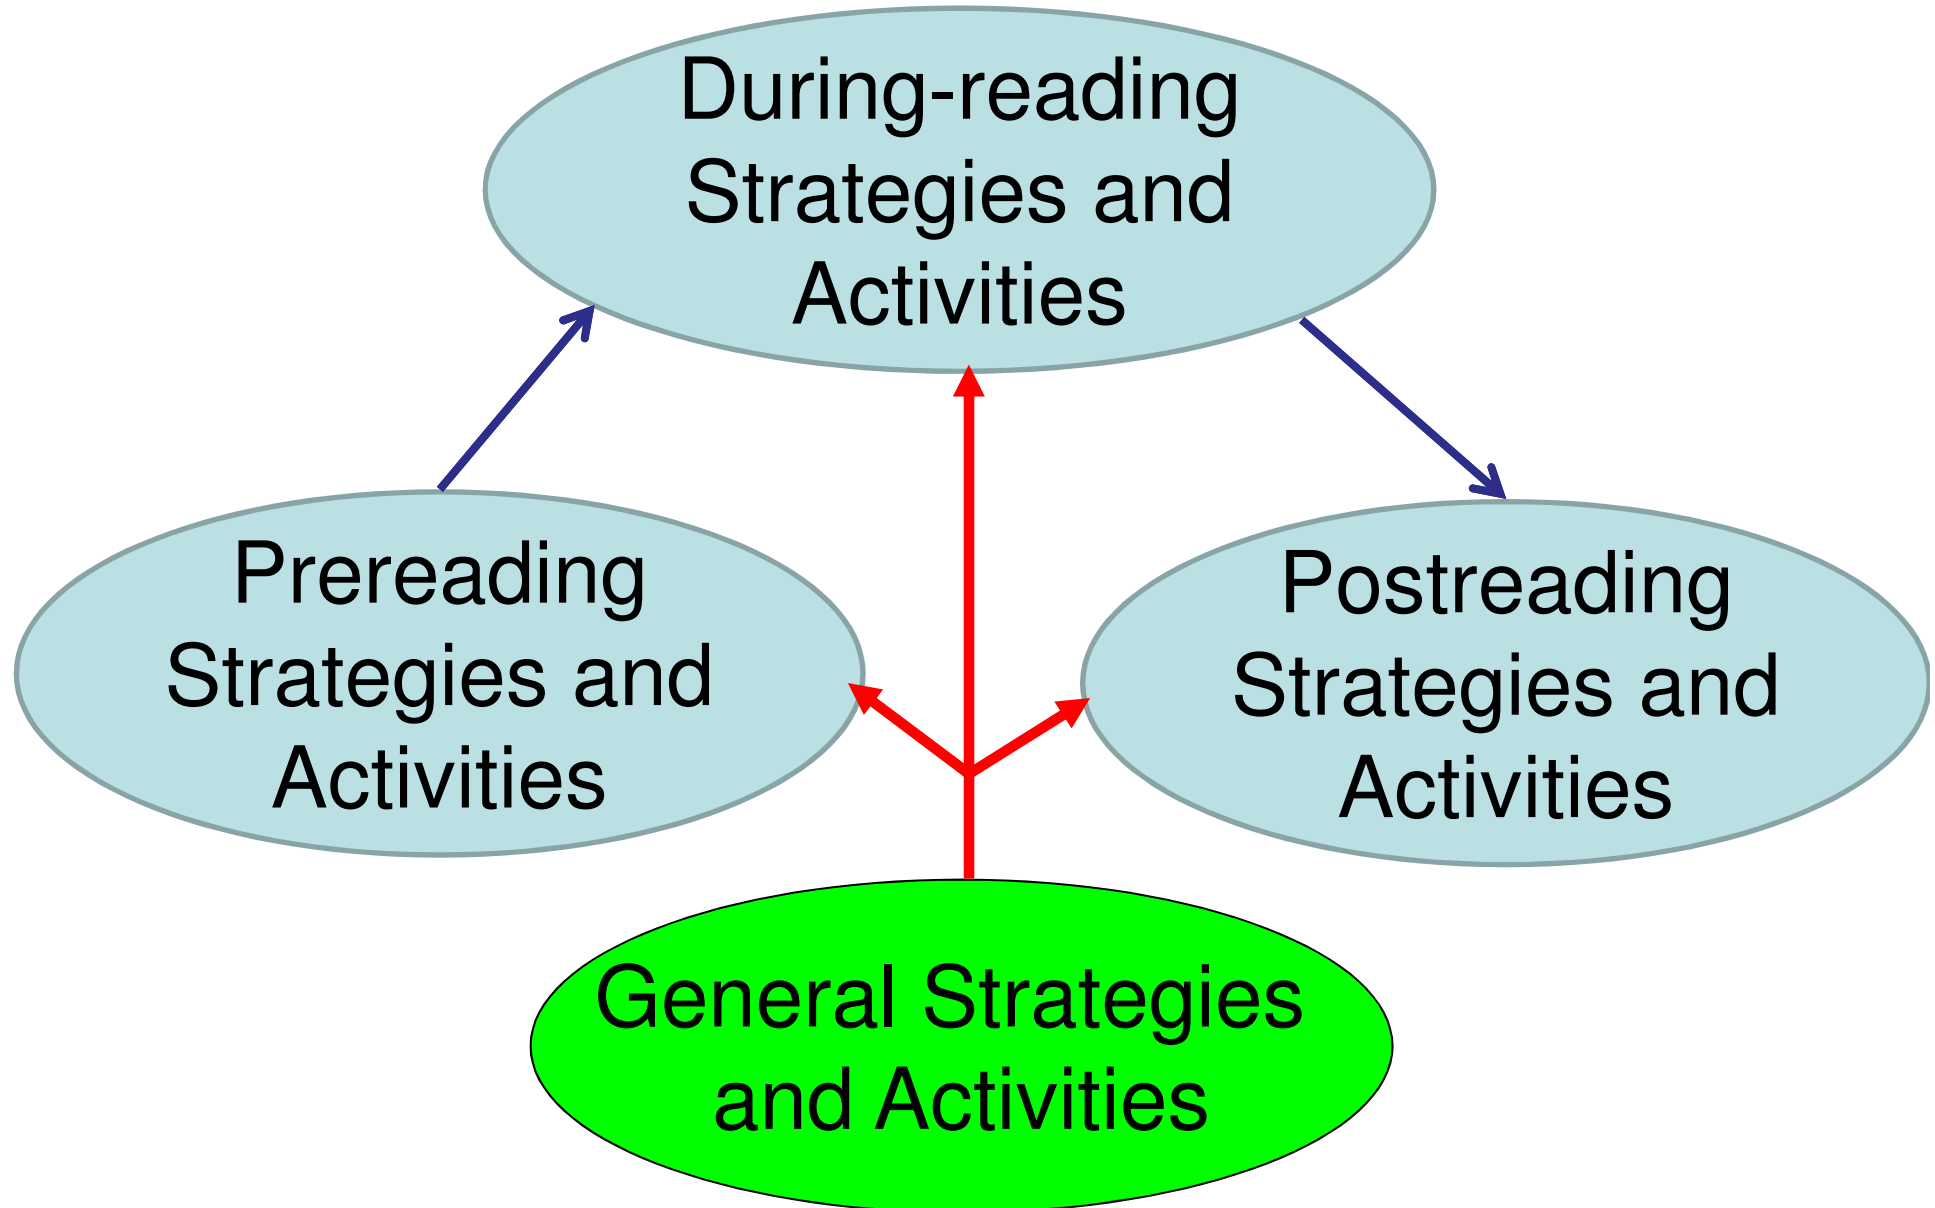 During-reading
Strategies and
Activities
Prereading
Strategies and
Activities
Postreading
Strategies and
Activities
General Strategies
and Activities